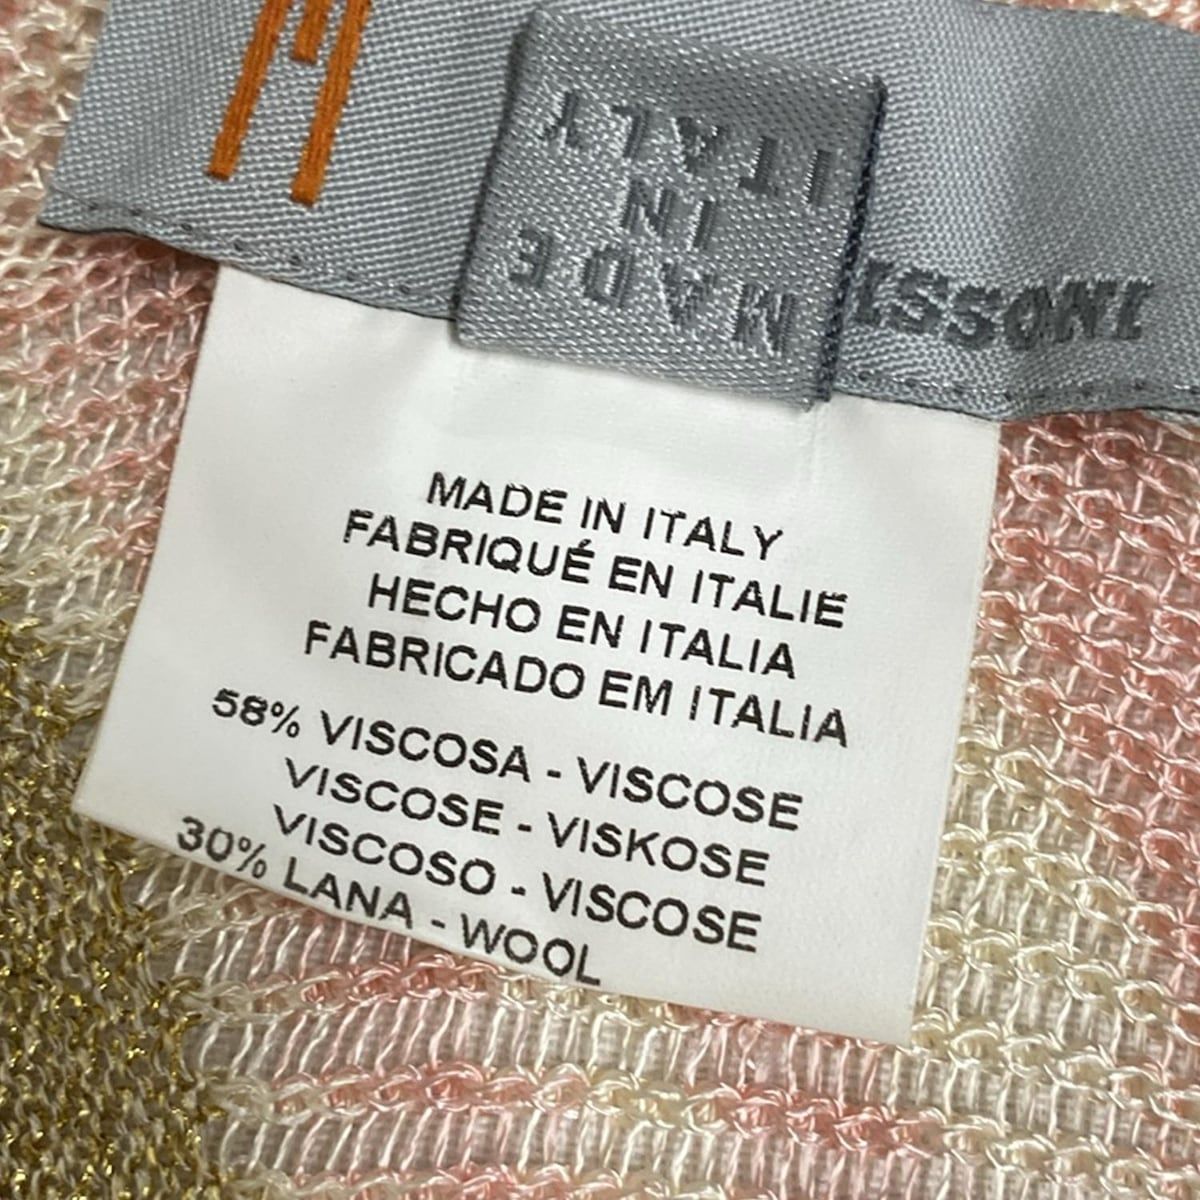 MADE
IN
ITALY
MADE IN ITALY
FABRIQUÉ EN ITALIE
HECHO EN ITALIA
FABRICADO EM ITALIA
58% VISCOSA - VISCOSE
VISCOSE - VISKOSE
VISCOSO - VISCOSE
30% LANA - WOOL